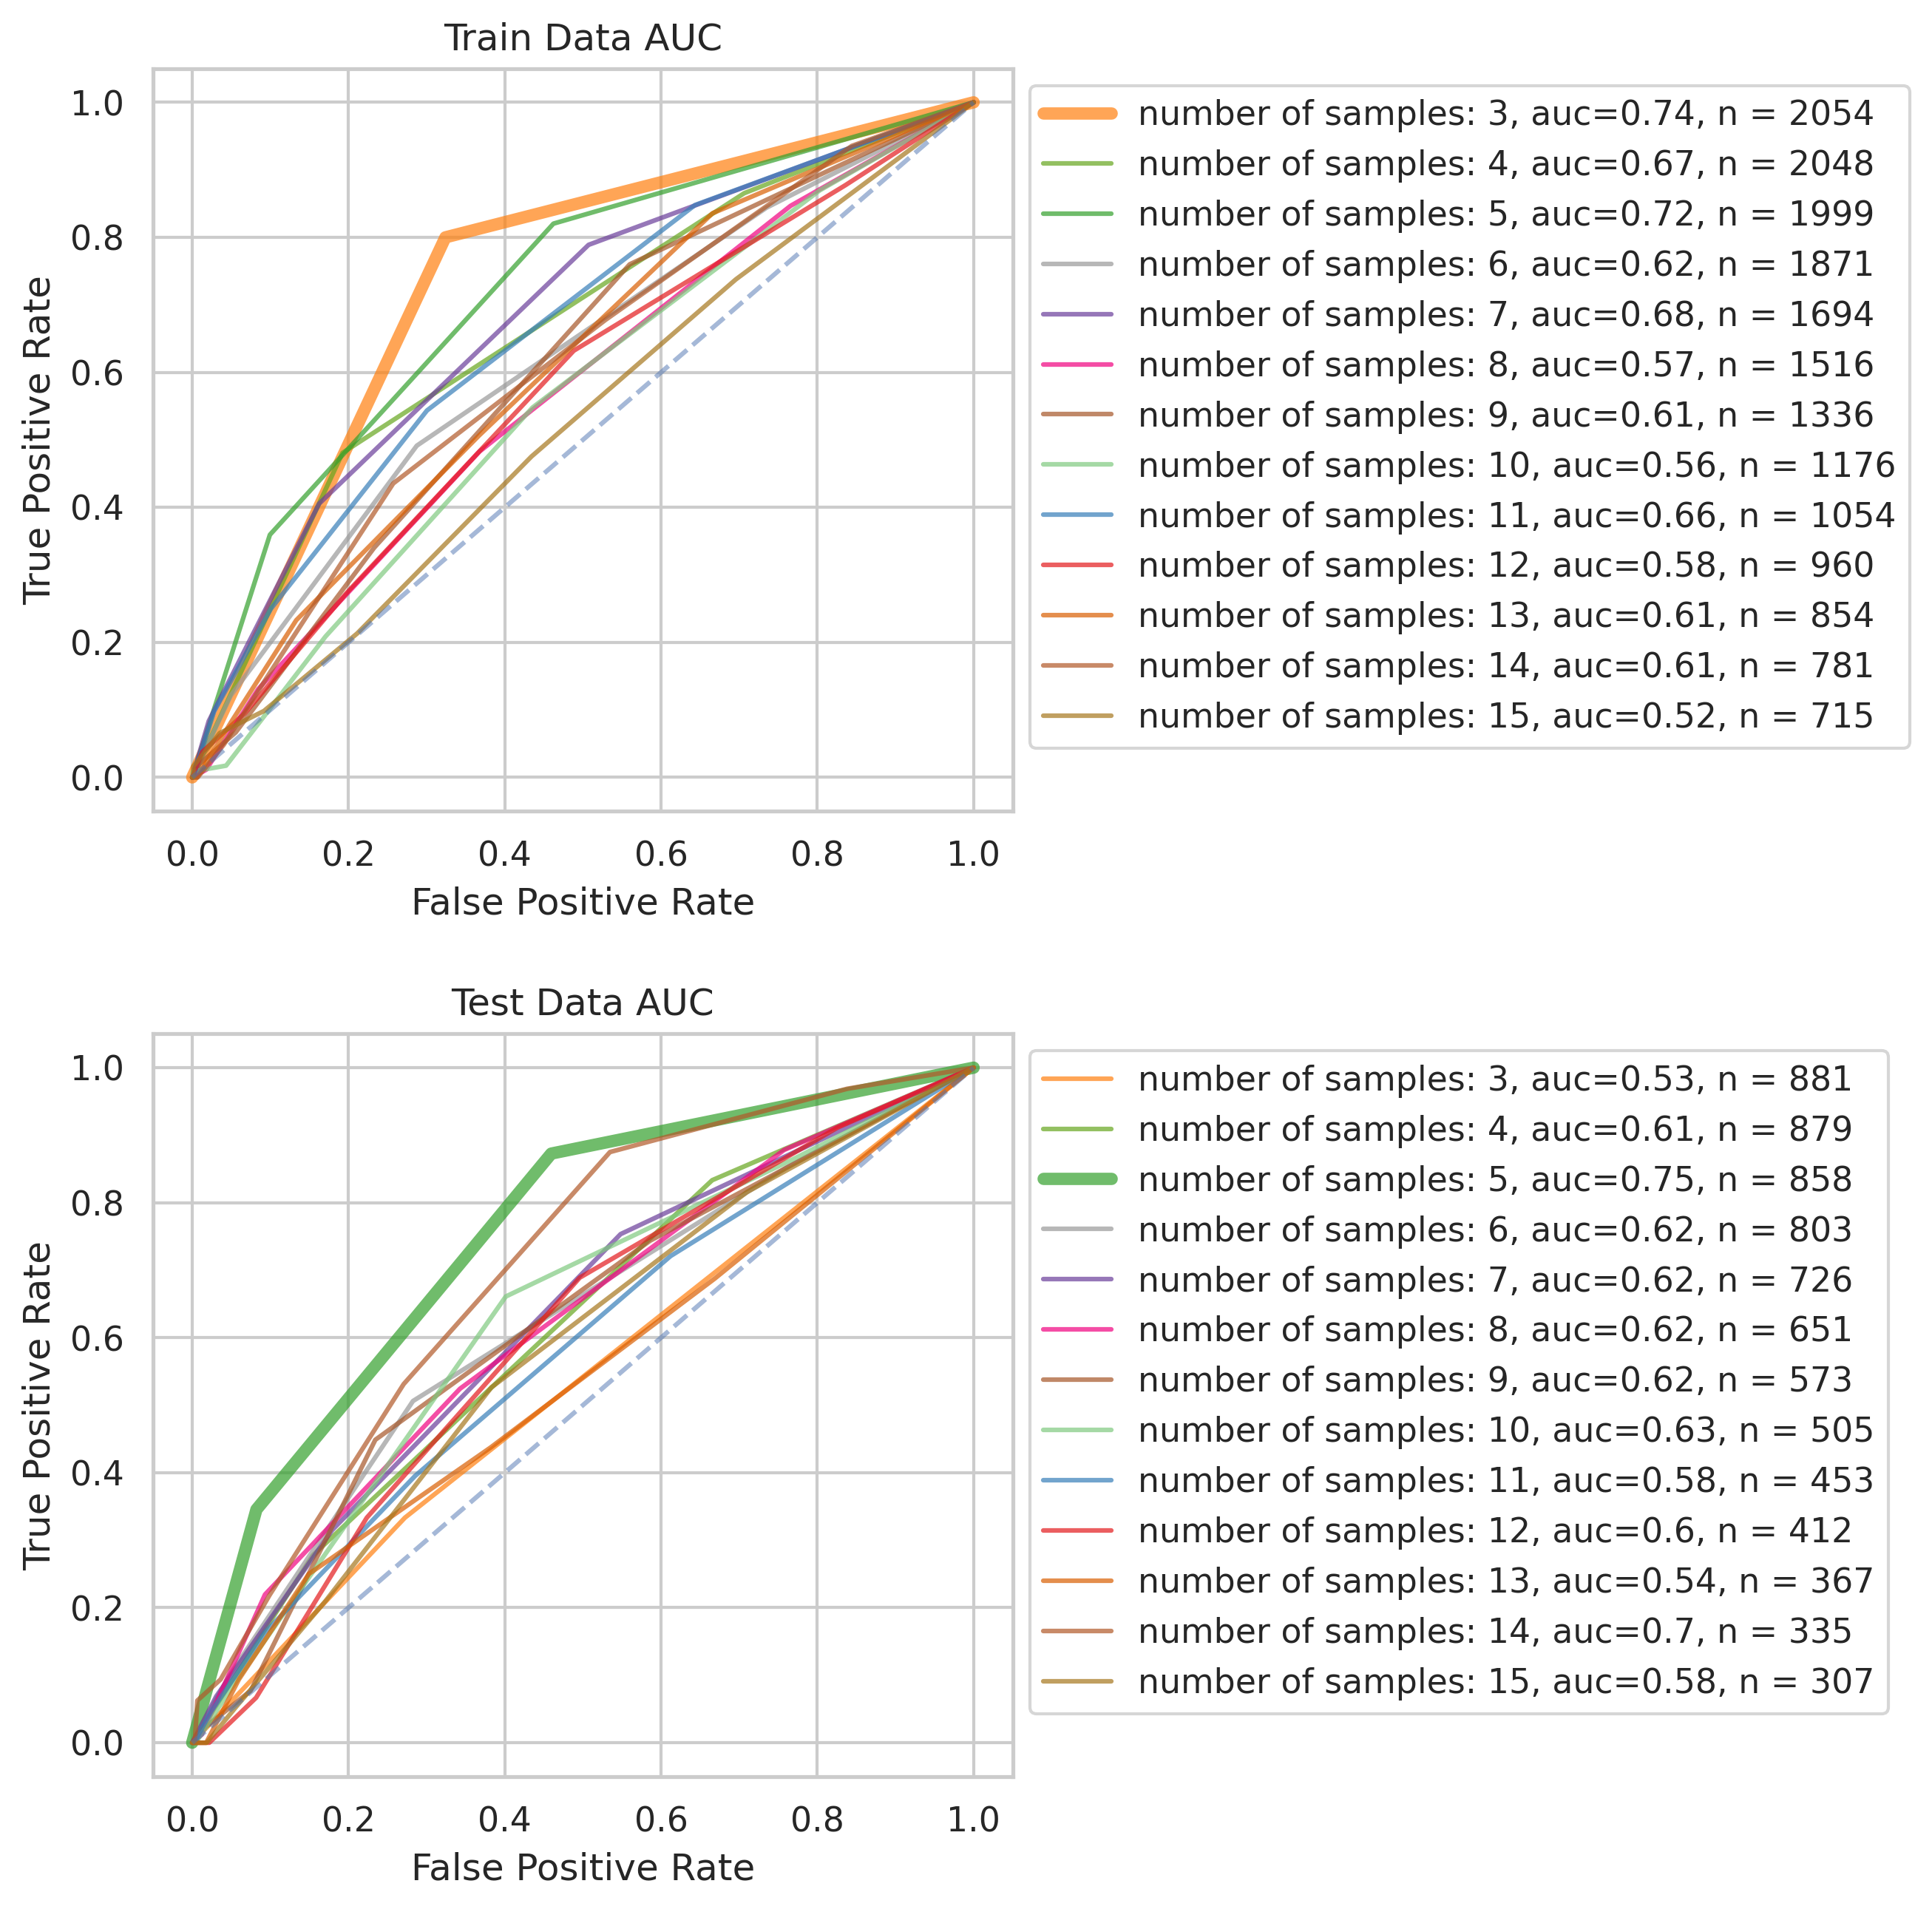 Train Data AUC
1.0
0.8
0.6
0.4
0.2
0.0
True Positive Rate
0.0 0.2 0.4 0.6 0.8 1.0
False Positive Rate
number of samples: 3, auc=0.74, n = 2054
number of samples: 4, auc=0.67, n = 2048
number of samples: 5, auc=0.72, n = 1999
number of samples: 6, auc=0.62, n = 1871
number of samples: 7, auc=0.68, n = 1694
number of samples: 8, auc=0.57, n = 1516
number of samples: 9, auc=0.61, n = 1336
number of samples: 10, auc=0.56, n = 1176
number of samples: 11, auc=0.66, n = 1054
number of samples: 12, auc=0.58, n = 960
number of samples: 13, auc=0.61, n = 854
number of samples: 14, auc=0.61, n = 781
number of samples: 15, auc=0.52, n = 715
Test Data AUC
1.0
0.8
0.6
0.4
0.2
0.0
True Positive Rate
0.0 0.2 0.4 0.6 0.8 1.0
False Positive Rate
number of samples: 3, auc=0.53, n = 881
number of samples: 4, auc=0.61, n = 879
number of samples: 5, auc=0.75, n = 858
number of samples: 6, auc=0.62, n = 803
number of samples: 7, auc=0.62, n = 726
number of samples: 8, auc=0.62, n = 651
number of samples: 9, auc=0.62, n = 573
number of samples: 10, auc=0.63, n = 505
number of samples: 11, auc=0.58, n = 453
number of samples: 12, auc=0.6, n = 412
number of samples: 13, auc=0.54, n = 367
number of samples: 14, auc=0.7, n = 335
number of samples: 15, auc=0.58, n = 307